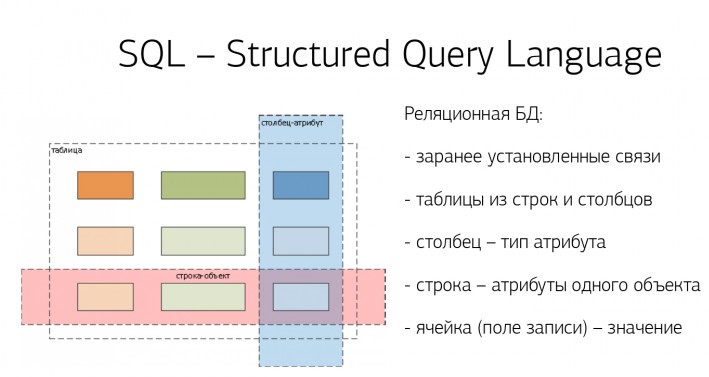 SQL – Structured Query Language
столбец-атрибут
таблица
строка-объект
Реляционная БД:
- заранее установленные связи
- таблицы из строк и столбцов
- столбец – тип атрибута
- строка – атрибуты одного объекта
- ячейка (поле записи) – значение